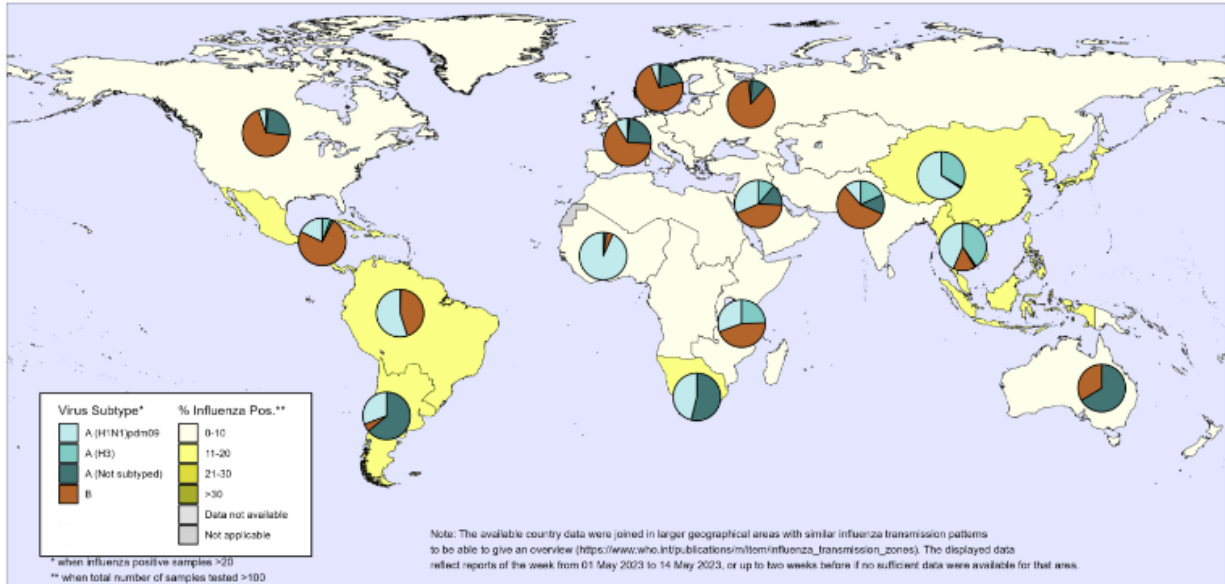 Virus Subtype*
A (H1N1)pdm09
A (H3)
A (Not subtyped)
B
% Influenza Pos.**
0-10
11-20
21-30
>30
Data not available
Not applicable
* when influenza positive samples >20
** when total number of samples tested >100
Note: The available country data were joined in larger geographical areas with similar influenza transmission patterns
to be able to give an overview (https://www.who.int/publications/m/item/influenza_transmission_zones). The displayed data
reflect reports of the week from 01 May 2023 to 14 May 2023, or up to two weeks before if no sufficient data were available for that area.